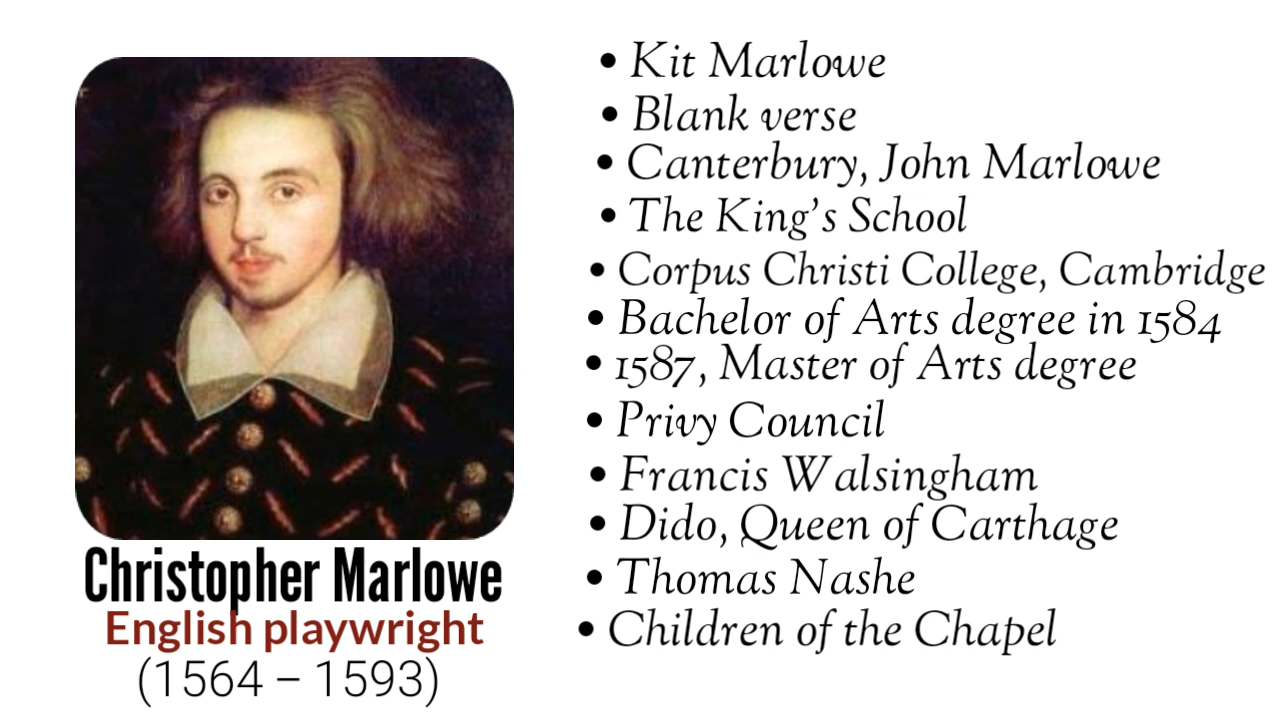 Christopher Marlowe
English playwright
(1564 – 1593)
• Kit Marlowe
• Blank verse
• Canterbury, John Marlowe
• The King's School
• Corpus Christi College, Cambridge
• Bachelor of Arts degree in 1584
• 1587, Master of Arts degree
• Privy Council
• Francis Walsingham
• Dido, Queen of Carthage
• Thomas Nashe
• Children of the Chapel